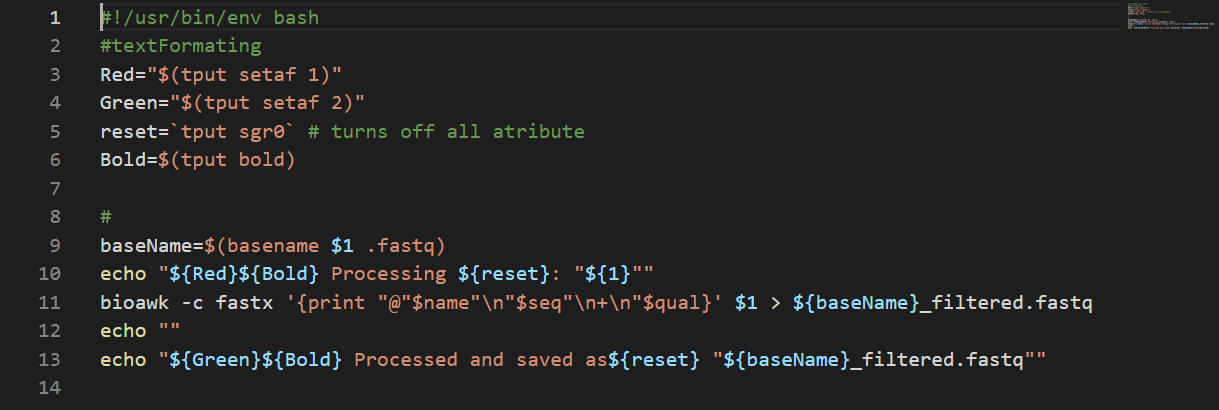 1 #!/usr/bin/env bash
2 #textFormating
3 Red="$(tput setaf 1)"
4 Green="$(tput setaf 2)"
5 reset=`tput sgr0` # turns off all atribute
6 Bold=$(tput bold)
7
8 #
9 baseName=$(basename $1 .fastq)
10 echo "${Red}${Bold} Processing ${reset}: "${1}""
11 bioawk -c fastx '{print "@"$name"\n"$seq"\n+\n"$qual}' $1 > ${baseName}_filtered.fastq
12 echo ""
13 echo "${Green}${Bold} Processed and saved as${reset} "${baseName}_filtered.fastq""
14